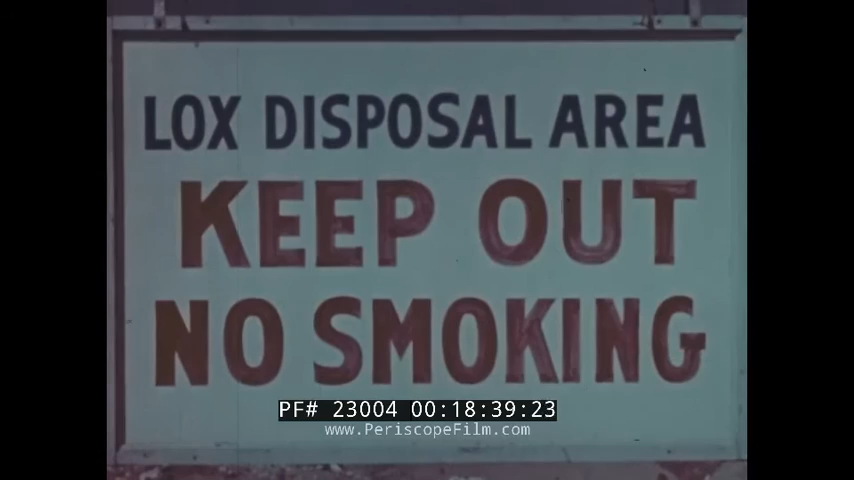 LOX DISPOSAL AREA
KEEP OUT
NO SMOKING
PF# 23004 00:18:39:23
www.PeriscopeFilm.com